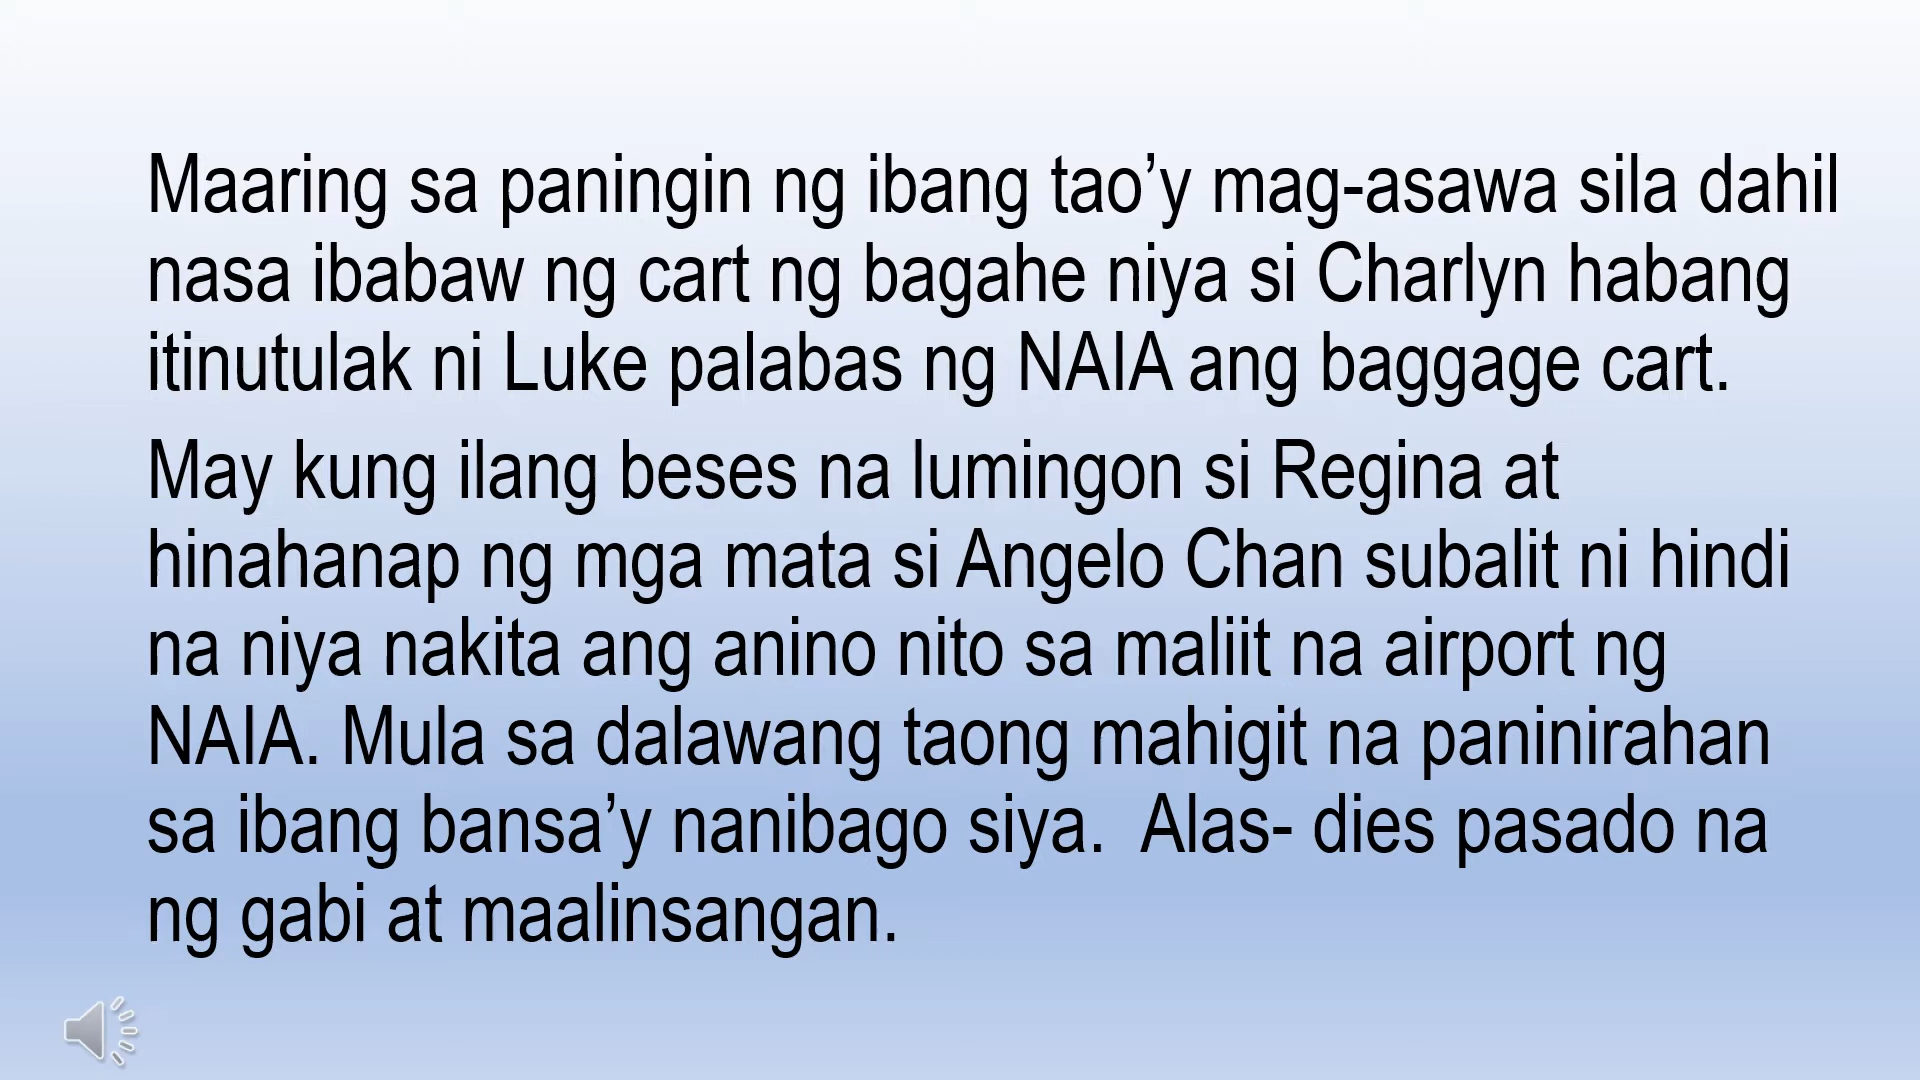 Maaring sa paningin ng ibang tao’y mag-asawa sila dahil
nasa ibabaw ng cart ng bagahe niya si Charlyn habang
itinutulak ni Luke palabas ng NAIA ang baggage cart.
May kung ilang beses na lumingon si Regina at
hinahanap ng mga mata si Angelo Chan subalit ni hindi
na niya nakita ang anino nito sa maliit na airport ng
NAIA. Mula sa dalawang taong mahigit na paninirahan
sa ibang bansa’y nanibago siya.  Alas- dies pasado na
ng gabi at maalinsangan.